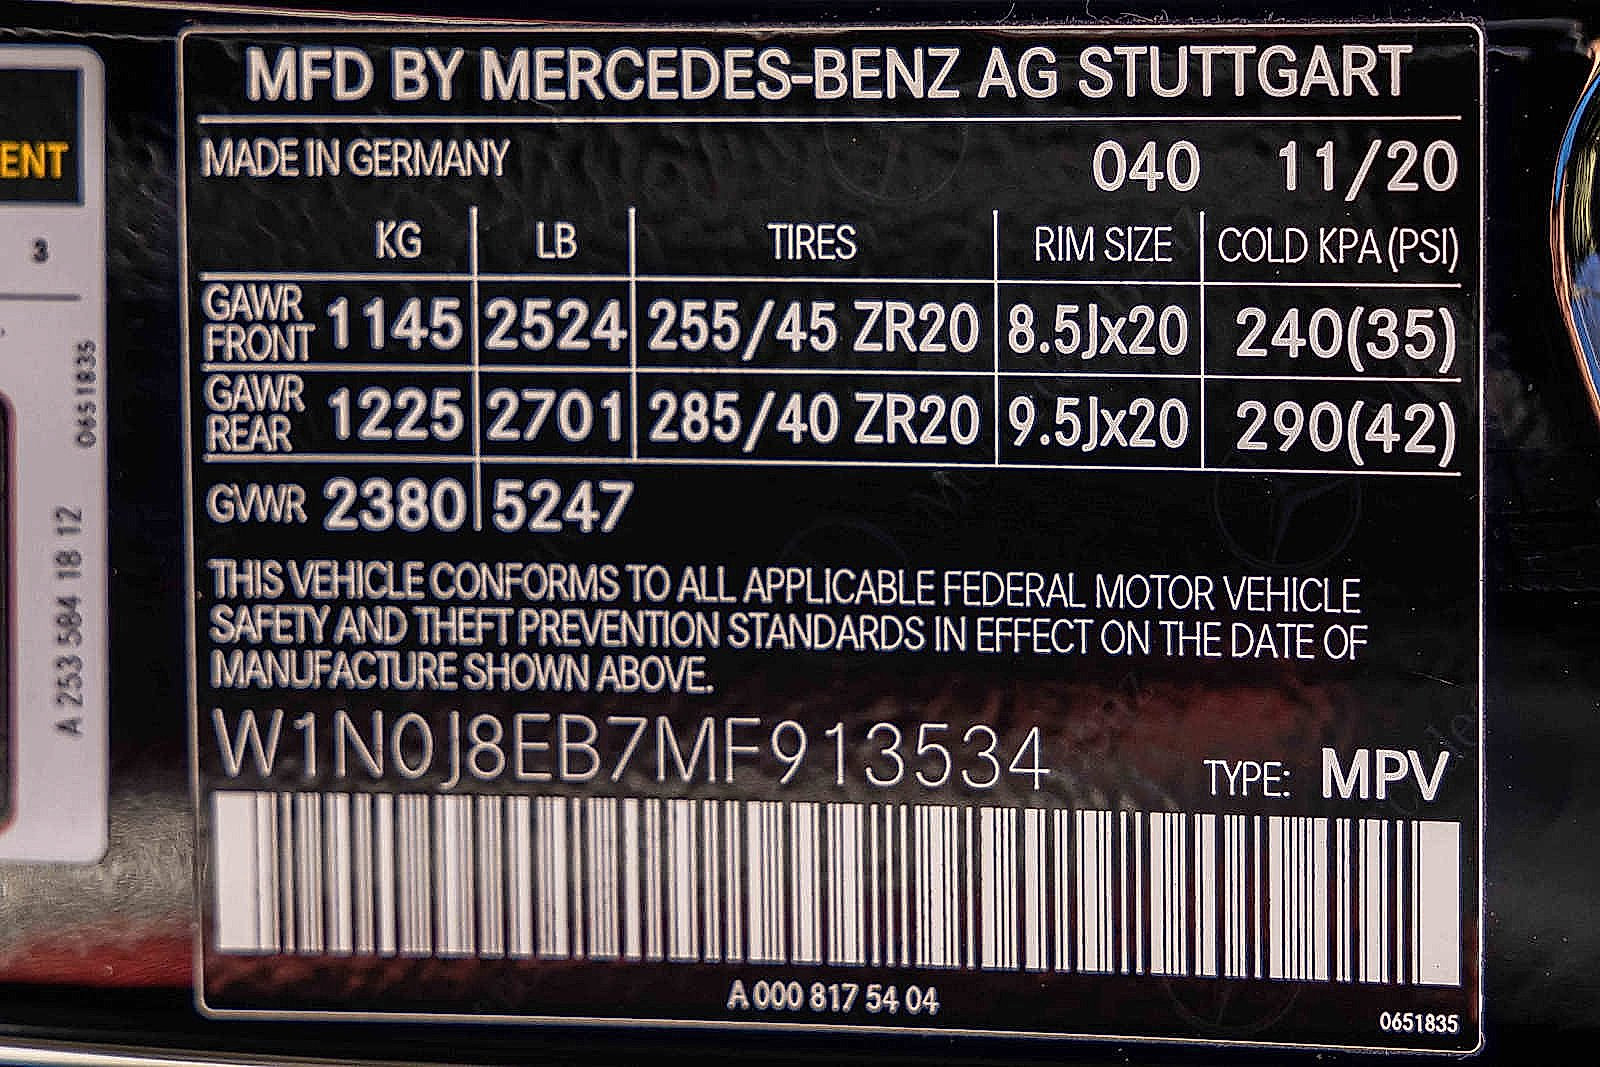 MFD BY MERCEDES-BENZ AG STUTTGART
MADE IN GERMANY 040 11/20
KG LB TIRES RIM SIZE COLD KPA (PSI)
GAWR FRONT 1145 2524 255/45 ZR20 8.5Jx20 240(35)
GAWR REAR 1225 2701 285/40 ZR20 9.5Jx20 290(42)
GVWR 2380 5247
THIS VEHICLE CONFORMS TO ALL APPLICABLE FEDERAL MOTOR VEHICLE
SAFETY AND THEFT PREVENTION STANDARDS IN EFFECT ON THE DATE OF
MANUFACTURE SHOWN ABOVE.
W1N0J8EB7MF913534 TYPE: MPV
A 000 817 54 04
0651835
ENT
3
0651835
A 253 584 18 12